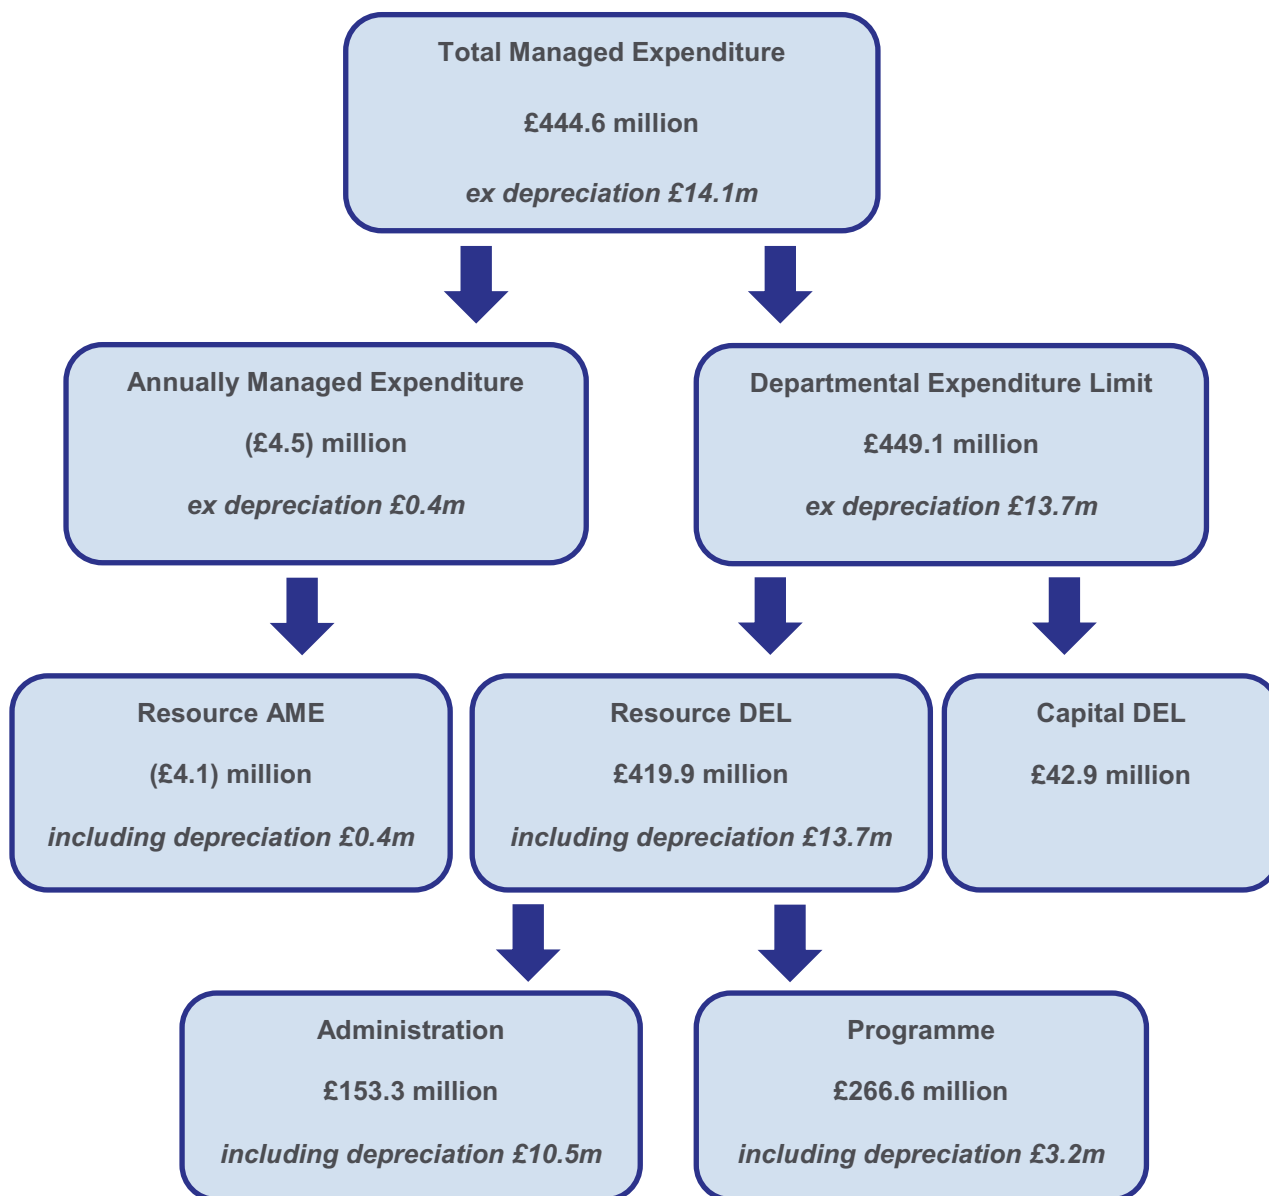 Total Managed Expenditure
£444.6 million
ex depreciation £14.1m
Annually Managed Expenditure
(£4.5) million
ex depreciation £0.4m
Departmental Expenditure Limit
£449.1 million
ex depreciation £13.7m
Resource AME
(£4.1) million
including depreciation £0.4m
Resource DEL
£419.9 million
including depreciation £13.7m
Capital DEL
£42.9 million
Administration
£153.3 million
including depreciation £10.5m
Programme
£266.6 million
including depreciation £3.2m